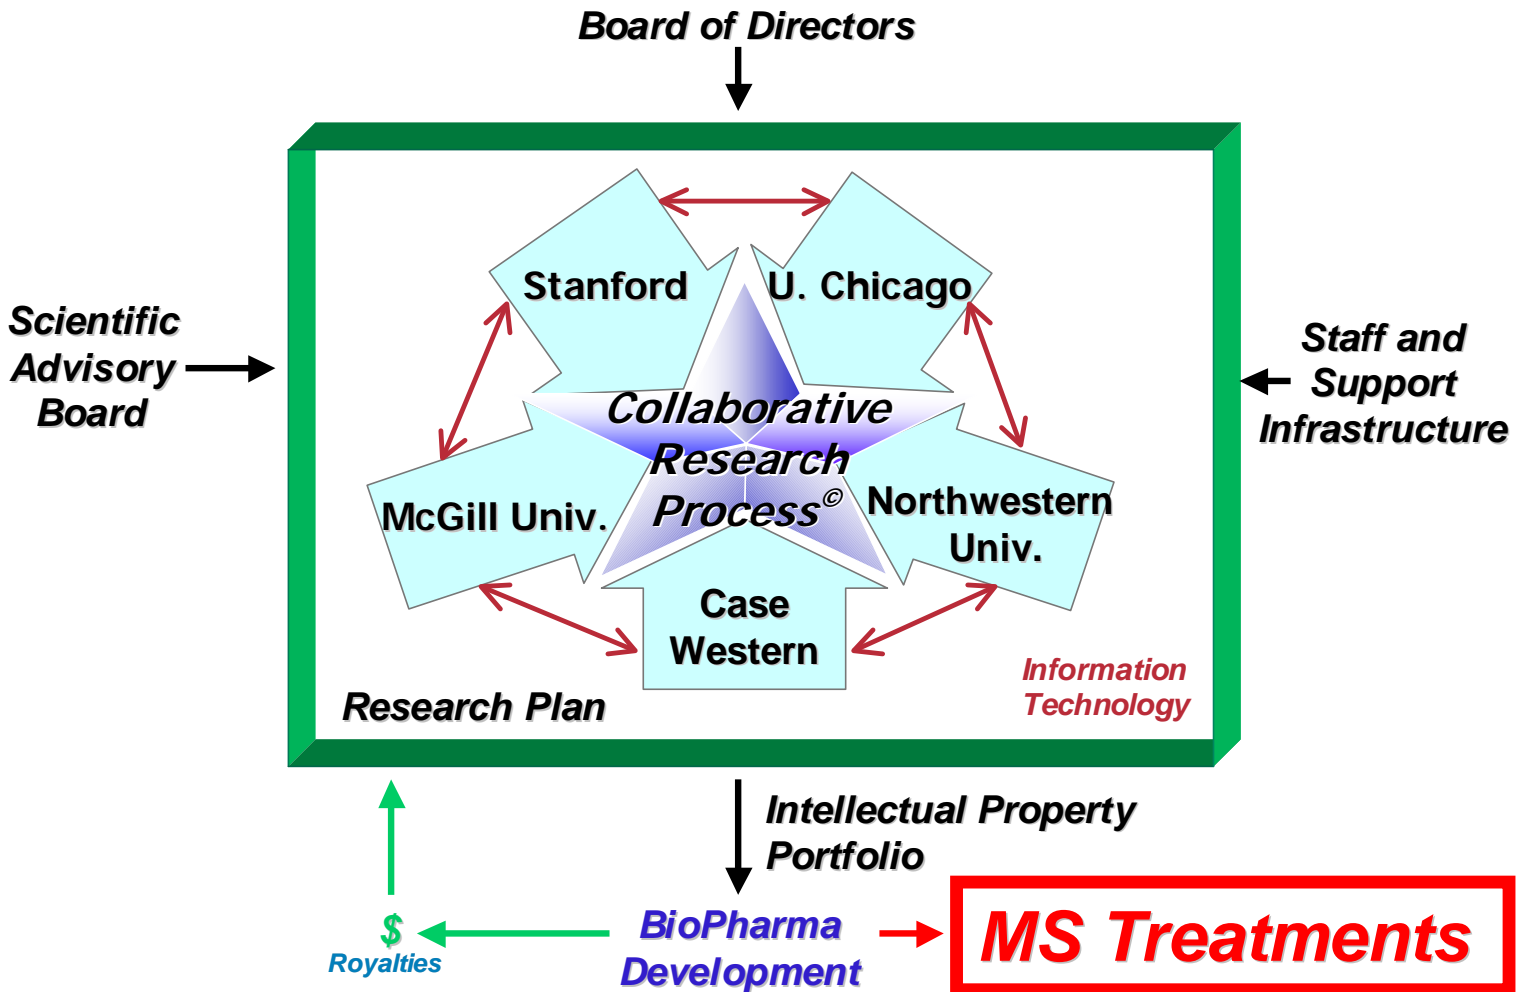 Board of Directors
Stanford
U. Chicago
Scientific
Advisory
Board
Staff and
Support
Infrastructure
Collaborative
Research
Process©
McGill Univ.
Northwestern
Univ.
Case
Western
Information
Technology
Research Plan
Intellectual Property
Portfolio
$
Royalties
BioPharma
Development
MS Treatments